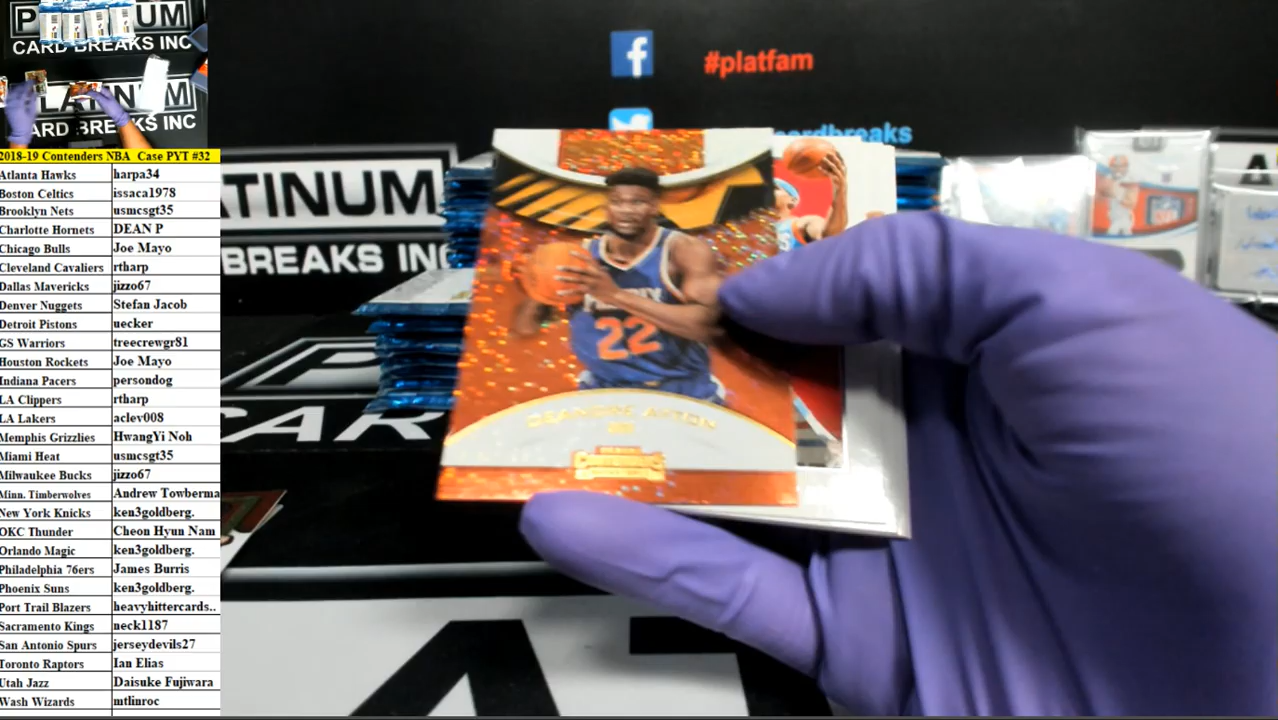 P UM
CARD BREAKS INC
PLATINUM
ARD BREAKS INC
2018-19 Contenders NBA Case PYT #32
Atlanta Hawks harpa34
Boston Celtics issaca1978
Brooklyn Nets usmcsgt35
Charlotte Hornets DEAN P
Chicago Bulls Joe Mayo
Cleveland Cavaliers rtharp
Dallas Mavericks jizzo67
Denver Nuggets Stefan Jacob
Detroit Pistons uecker
GS Warriors treecrewgr81
Houston Rockets Joe Mayo
Indiana Pacers persondog
LA Clippers rtharp
LA Lakers aclev008
Memphis Grizzlies HwangYi Noh
Miami Heat usmcsgt35
Milwaukee Bucks jizzo67
Minn. Timberwolves Andrew Towberma
New York Knicks ken3goldberg.
OKC Thunder Cheon Hyun Nam
Orlando Magic ken3goldberg.
Philadelphia 76ers James Burris
Phoenix Suns ken3goldberg.
Port Trail Blazers heavyhittercards..
Sacramento Kings neck1187
San Antonio Spurs jerseydevils27
Toronto Raptors Ian Elias
Utah Jazz Daisuke Fujiwara
Wash Wizards mtlinroc
f #platfam
cardbreaks
TINUM
BREAKS INC
CAR
22
DEANDRE AYTON
Contenders
NFL